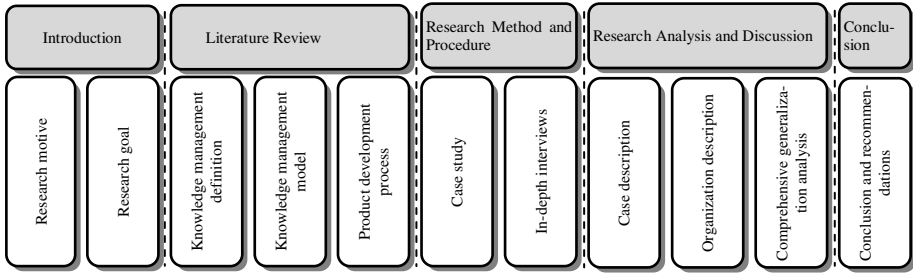 Introduction
Literature Review
Research Method and
Procedure
Research Analysis and Discussion
Conclu-
sion
Research motive
Research goal
Knowledge management
definition
Knowledge management
model
Product development
process
Case study
In-depth interviews
Case description
Organization description
Comprehensive generaliza-
tion analysis
Conclusion and recommen-
dations